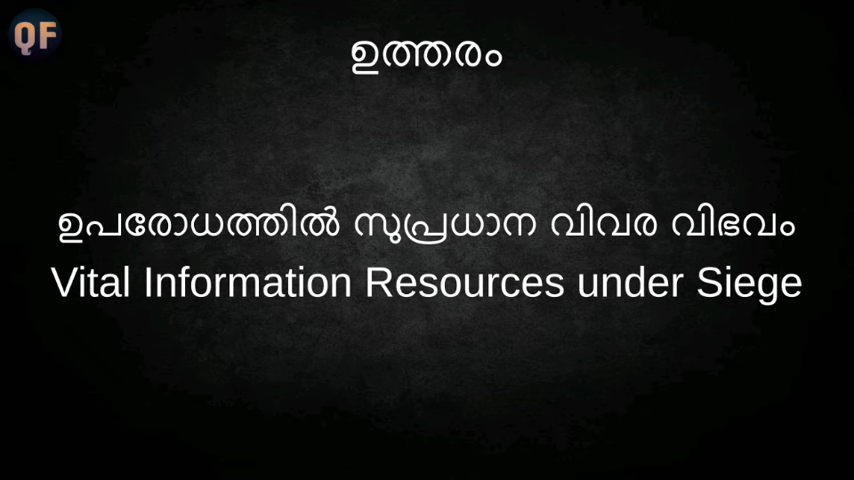 QF
ഉത്തരം
ഉപരോധത്തിൽ സുപ്രധാന വിവര വിഭവം
Vital Information Resources under Siege